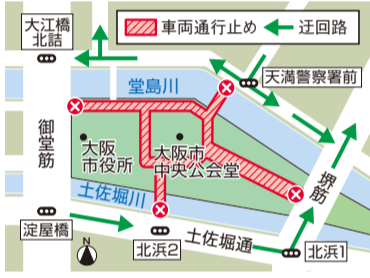 大江橋
北詰
車両通行止め
迂回路
堂島川
天満警察署前
御堂筋
大阪
市役所
大阪市
中央公会堂
堺筋
土佐堀川
淀屋橋
N
北浜2
土佐堀通
北浜1